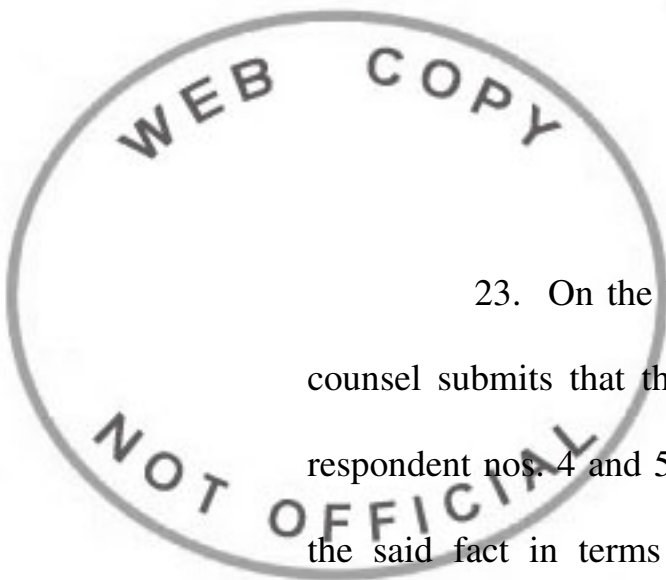 WEB COPY
23. On the
counsel submits that th
respondent nos. 4 and 5
NOT OFFICIAL
the said fact in terms